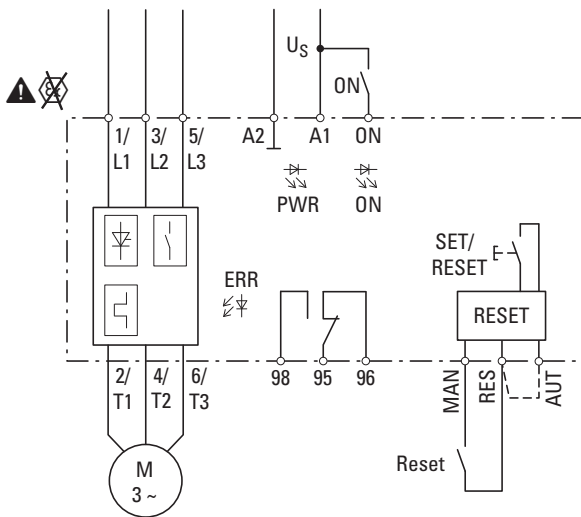 U_S
ON
1/
L1
3/
L2
5/
L3
A2
A1
ON
PWR
ON
SET/
RESET
ERR
RESET
2/
T1
4/
T2
6/
T3
98
95
96
MAN
RES
AUT
M
3 ~
Reset